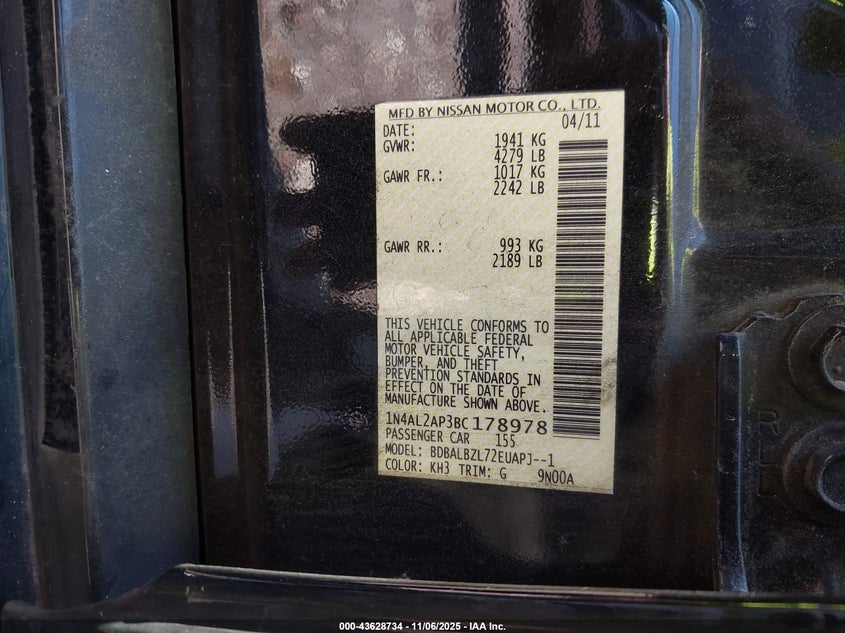 MFD BY NISSAN MOTOR CO., LTD.
DATE: 04/11
GVWR: 1941 KG
4279 LB
GAWR FR.: 1017 KG
2242 LB
GAWR RR.: 993 KG
2189 LB
THIS VEHICLE CONFORMS TO
ALL APPLICABLE FEDERAL
MOTOR VEHICLE SAFETY,
BUMPER, AND THEFT
PREVENTION STANDARDS IN
EFFECT ON THE DATE OF
MANUFACTURE SHOWN ABOVE.
1N4AL2AP3BC178978
PASSENGER CAR 155
MODEL: BDBALBZL72EUAPJ--1
COLOR: KH3 TRIM: G 9N00A
000-43628734 - 11/06/2025 - IAA Inc.